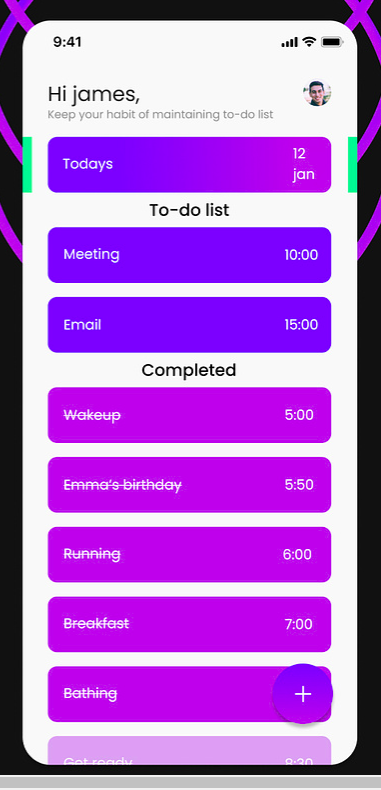 9:41
Hi james,
Keep your habit of maintaining to-do list
Todays 12
jan
To-do list
Meeting 10:00
Email 15:00
Completed
Wakeup 5:00
Emma's birthday 5:50
Running 6:00
Breakfast 7:00
Bathing
+
Get ready 8:30